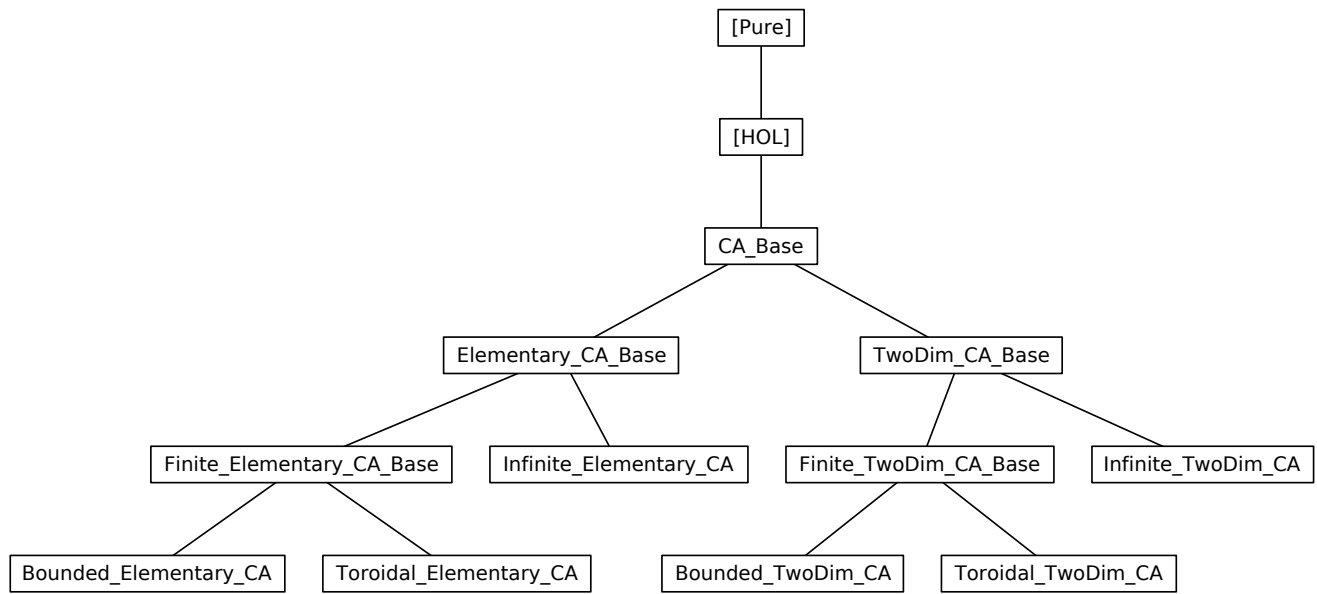 [Pure]
[HOL]
CA_Base
Elementary_CA_Base
TwoDim_CA_Base
Finite_Elementary_CA_Base
Infinite_Elementary_CA
Finite_TwoDim_CA_Base
Infinite_TwoDim_CA
Bounded_Elementary_CA
Toroidal_Elementary_CA
Bounded_TwoDim_CA
Toroidal_TwoDim_CA